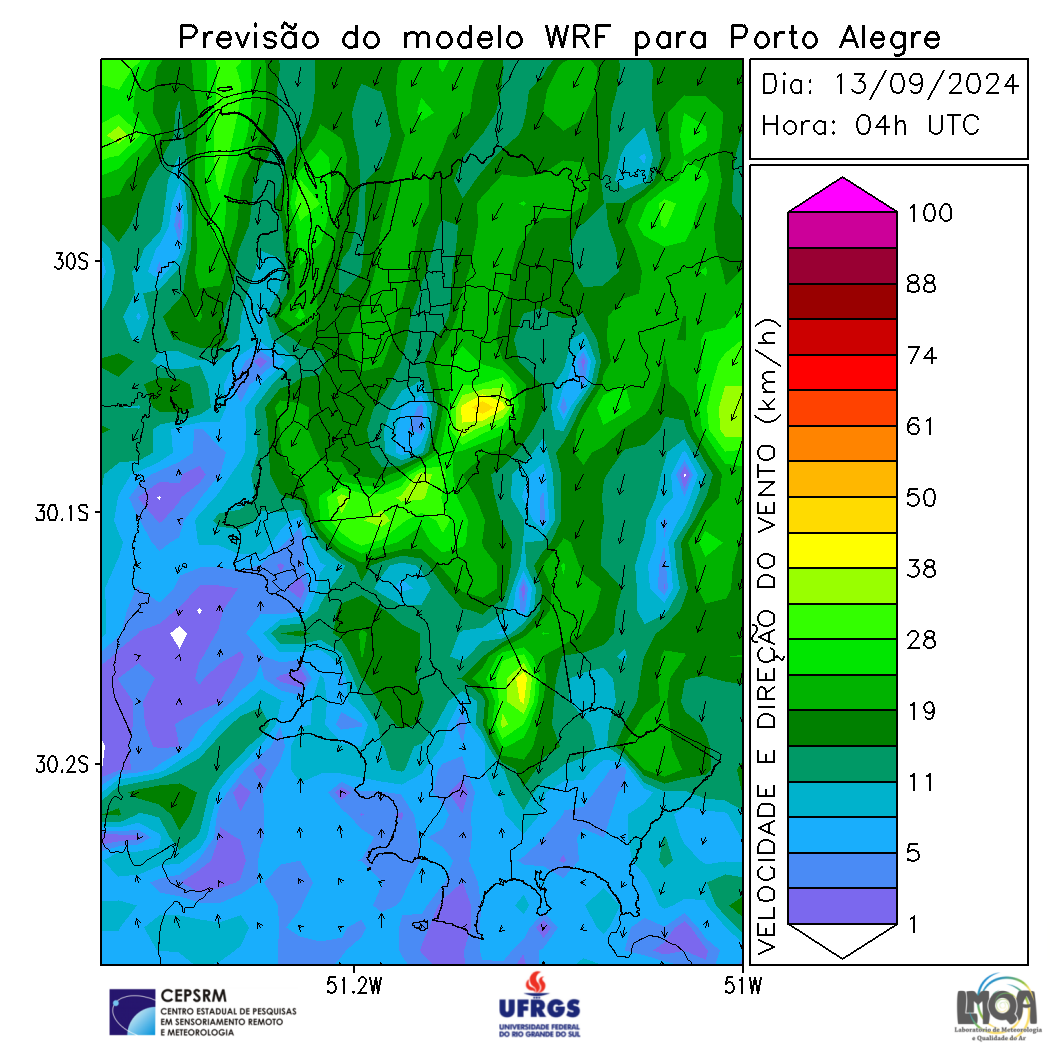 Previsão do modelo WRF para Porto Alegre
Dia: 13/09/2024
Hora: 04h UTC
30S
30.1S
30.2S
51.2W
51W
VELOCIDADE E DIREÇÃO DO VENTO (km/h)
100
88
74
61
50
38
28
19
11
5
1
CEPSRM
CENTRO ESTADUAL DE PESQUISAS
EM SENSORIAMENTO REMOTO
E METEOROLOGIA
UFRGS
UNIVERSIDADE FEDERAL
DO RIO GRANDE DO SUL
LMQA
Laboratório de Meteorologia
e Qualidade do Ar